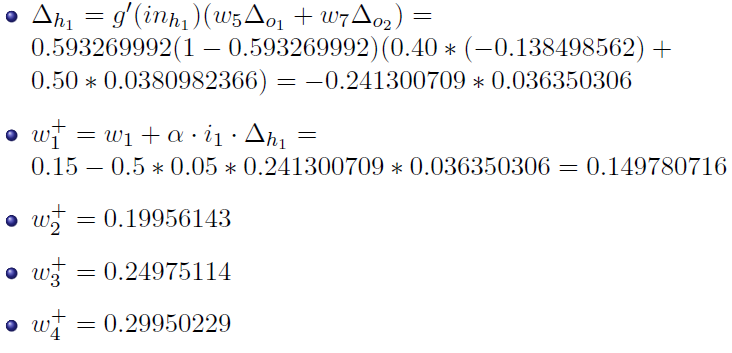 Δ_{h_1} = g′(in_{h_1})(w_5Δ_{o_1} + w_7Δ_{o_2}) =
0.593269992(1 − 0.593269992)(0.40 ∗ (−0.138498562) +
0.50 ∗ 0.0380982366) = −0.241300709 ∗ 0.036350306
w_1^+ = w_1 + α · i_1 · Δ_{h_1} =
0.15 − 0.5 ∗ 0.05 ∗ 0.241300709 ∗ 0.036350306 = 0.149780716
w_2^+ = 0.19956143
w_3^+ = 0.24975114
w_4^+ = 0.29950229